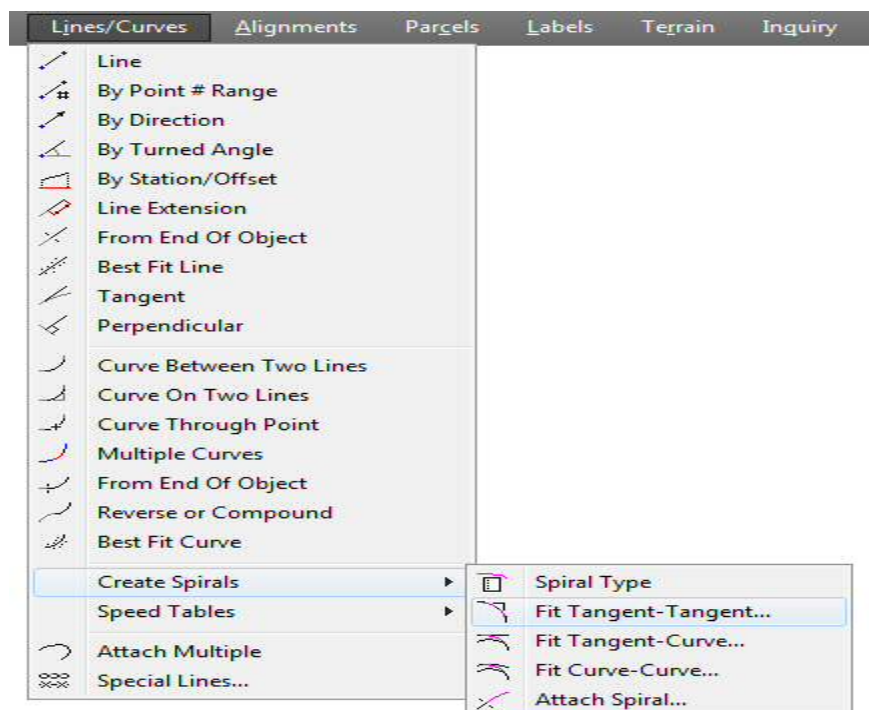 Lines/Curves Alignments Parcels Labels Terrain Inquiry
Line
By Point # Range
By Direction
By Turned Angle
By Station/Offset
Line Extension
From End Of Object
Best Fit Line
Tangent
Perpendicular
Curve Between Two Lines
Curve On Two Lines
Curve Through Point
Multiple Curves
From End Of Object
Reverse or Compound
Best Fit Curve
Create Spirals
Speed Tables
Attach Multiple
Special Lines...
Spiral Type
Fit Tangent-Tangent...
Fit Tangent-Curve...
Fit Curve-Curve...
Attach Spiral...